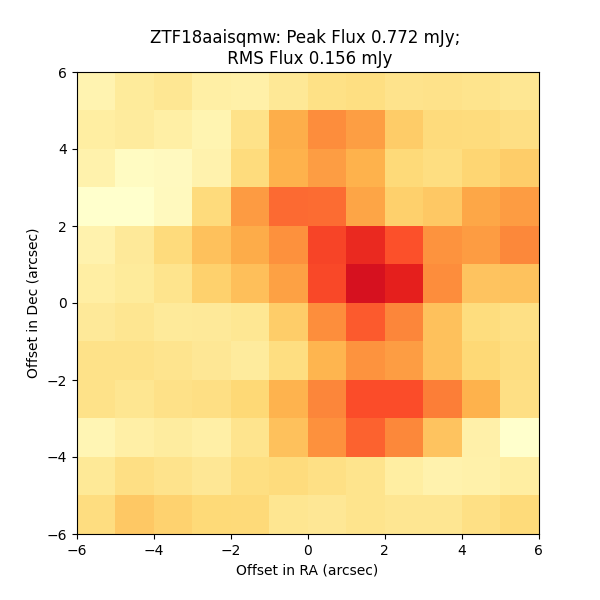 ZTF18aaisqmw: Peak Flux 0.772 mJy;
RMS Flux 0.156 mJy
6
4
2
0
−2
−4
−6
Offset in Dec (arcsec)
−6 −4 −2 0 2 4 6
Offset in RA (arcsec)